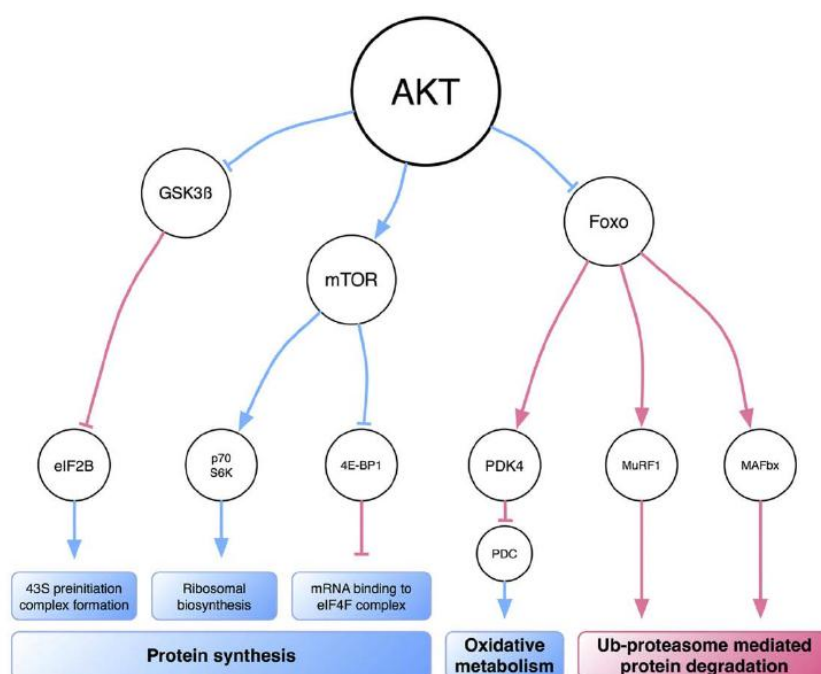 AKT
GSK3ß
Foxo
mTOR
eIF2B
p70
S6K
4E-BP1
PDK4
MuRF1
MAFbx
PDC
43S preinitiation
complex formation
Ribosomal
biosynthesis
mRNA binding to
eIF4F complex
Protein synthesis
Oxidative
metabolism
Ub-proteasome mediated
protein degradation